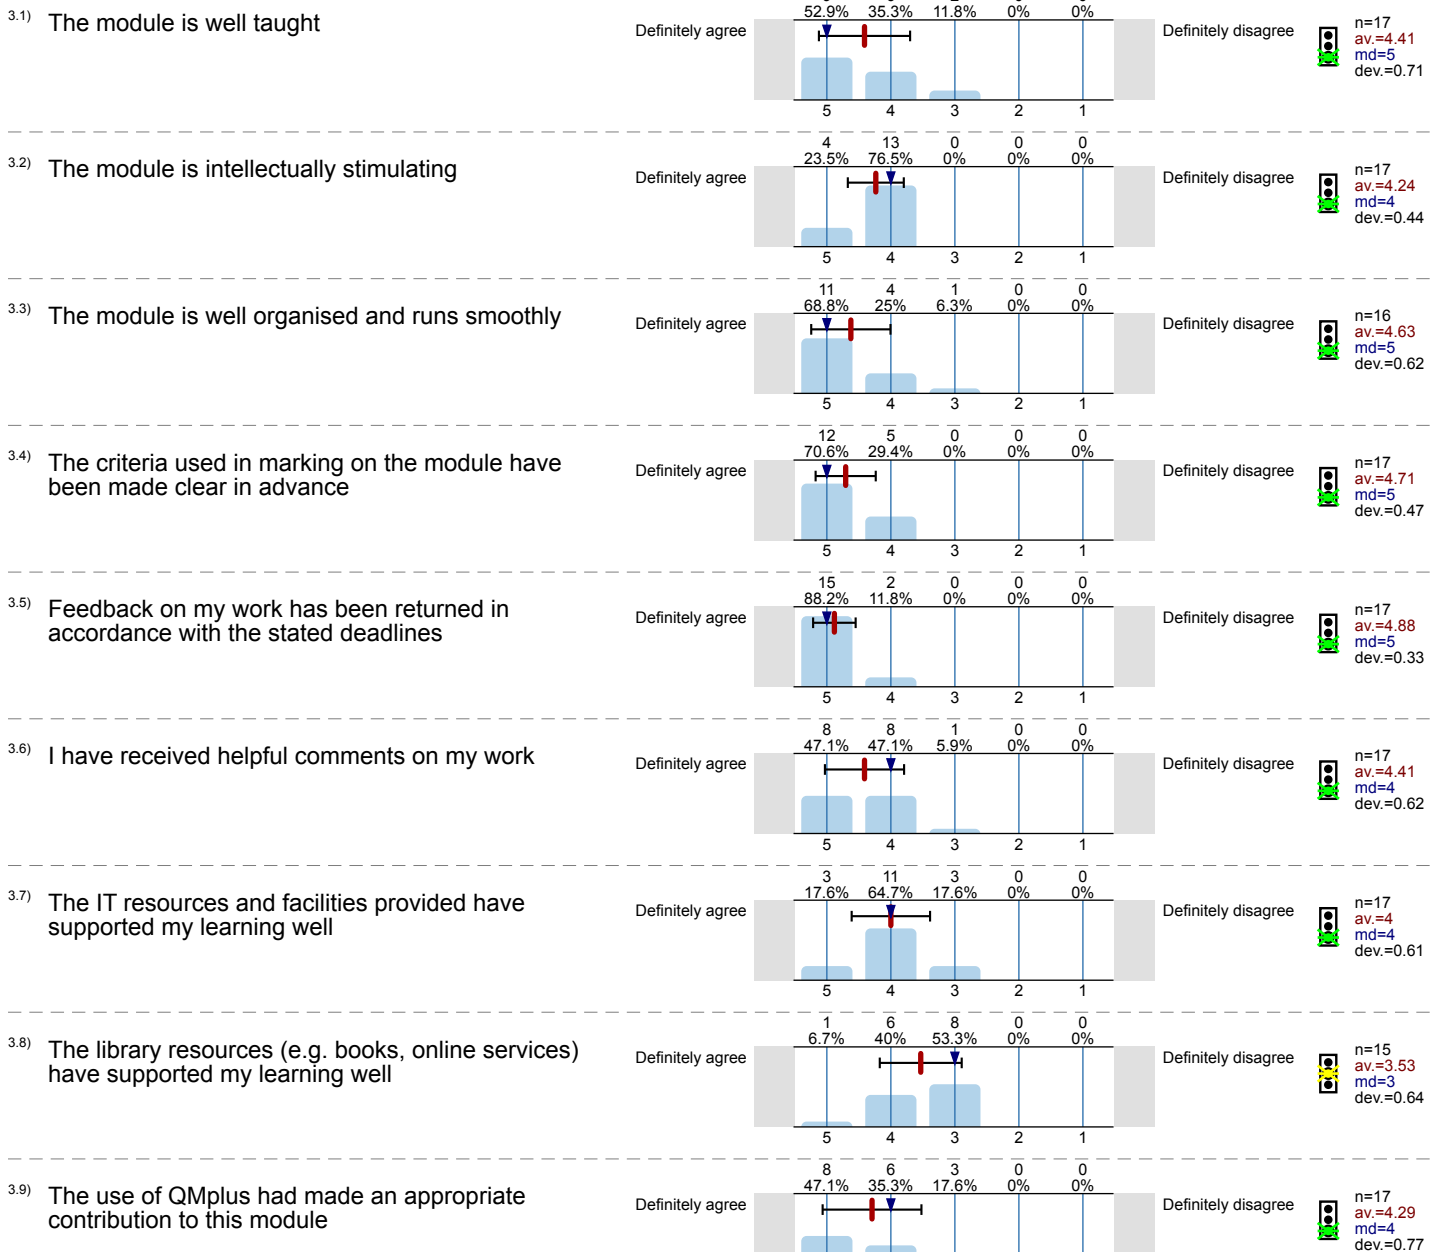 52.9% 35.3% 11.8% 0% 0%
3.1) The module is well taught Definitely agree Definitely disagree n=17
av.=4.41
md=5
dev.=0.71
5 4 3 2 1
4 13 0 0 0
23.5% 76.5% 0% 0% 0%
3.2) The module is intellectually stimulating Definitely agree Definitely disagree n=17
av.=4.24
md=4
dev.=0.44
5 4 3 2 1
11 4 1 0 0
68.8% 25% 6.3% 0% 0%
3.3) The module is well organised and runs smoothly Definitely agree Definitely disagree n=16
av.=4.63
md=5
dev.=0.62
5 4 3 2 1
12 5 0 0 0
70.6% 29.4% 0% 0% 0%
3.4) The criteria used in marking on the module have
been made clear in advance Definitely agree Definitely disagree n=17
av.=4.71
md=5
dev.=0.47
5 4 3 2 1
15 2 0 0 0
88.2% 11.8% 0% 0% 0%
3.5) Feedback on my work has been returned in
accordance with the stated deadlines Definitely agree Definitely disagree n=17
av.=4.88
md=5
dev.=0.33
5 4 3 2 1
8 8 1 0 0
47.1% 47.1% 5.9% 0% 0%
3.6) I have received helpful comments on my work Definitely agree Definitely disagree n=17
av.=4.41
md=4
dev.=0.62
5 4 3 2 1
3 11 3 0 0
17.6% 64.7% 17.6% 0% 0%
3.7) The IT resources and facilities provided have
supported my learning well Definitely agree Definitely disagree n=17
av.=4
md=4
dev.=0.61
5 4 3 2 1
1 6 8 0 0
6.7% 40% 53.3% 0% 0%
3.8) The library resources (e.g. books, online services)
have supported my learning well Definitely agree Definitely disagree n=15
av.=3.53
md=3
dev.=0.64
5 4 3 2 1
8 6 3 0 0
47.1% 35.3% 17.6% 0% 0%
3.9) The use of QMplus had made an appropriate
contribution to this module Definitely agree Definitely disagree n=17
av.=4.29
md=4
dev.=0.77